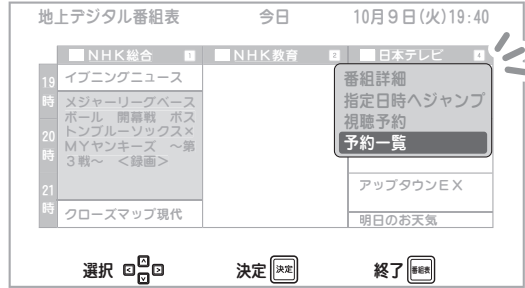 地上デジタル番組表 今日 10月9日(火)19:40
NHK総合 1 NHK教育 2 日本テレビ 4
19時
イブニングニュース
メジャーリーグベース
ボール 開幕戦 ボス
トンブルーソックス×
MYヤンキーズ ～第
3戦～ <録画>
20時
21時
クローズマップ現代
番組詳細
指定日時へジャンプ
視聴予約
予約一覧
アップタウンEX
明日のお天気
選択 決定 決定 終了 番組表